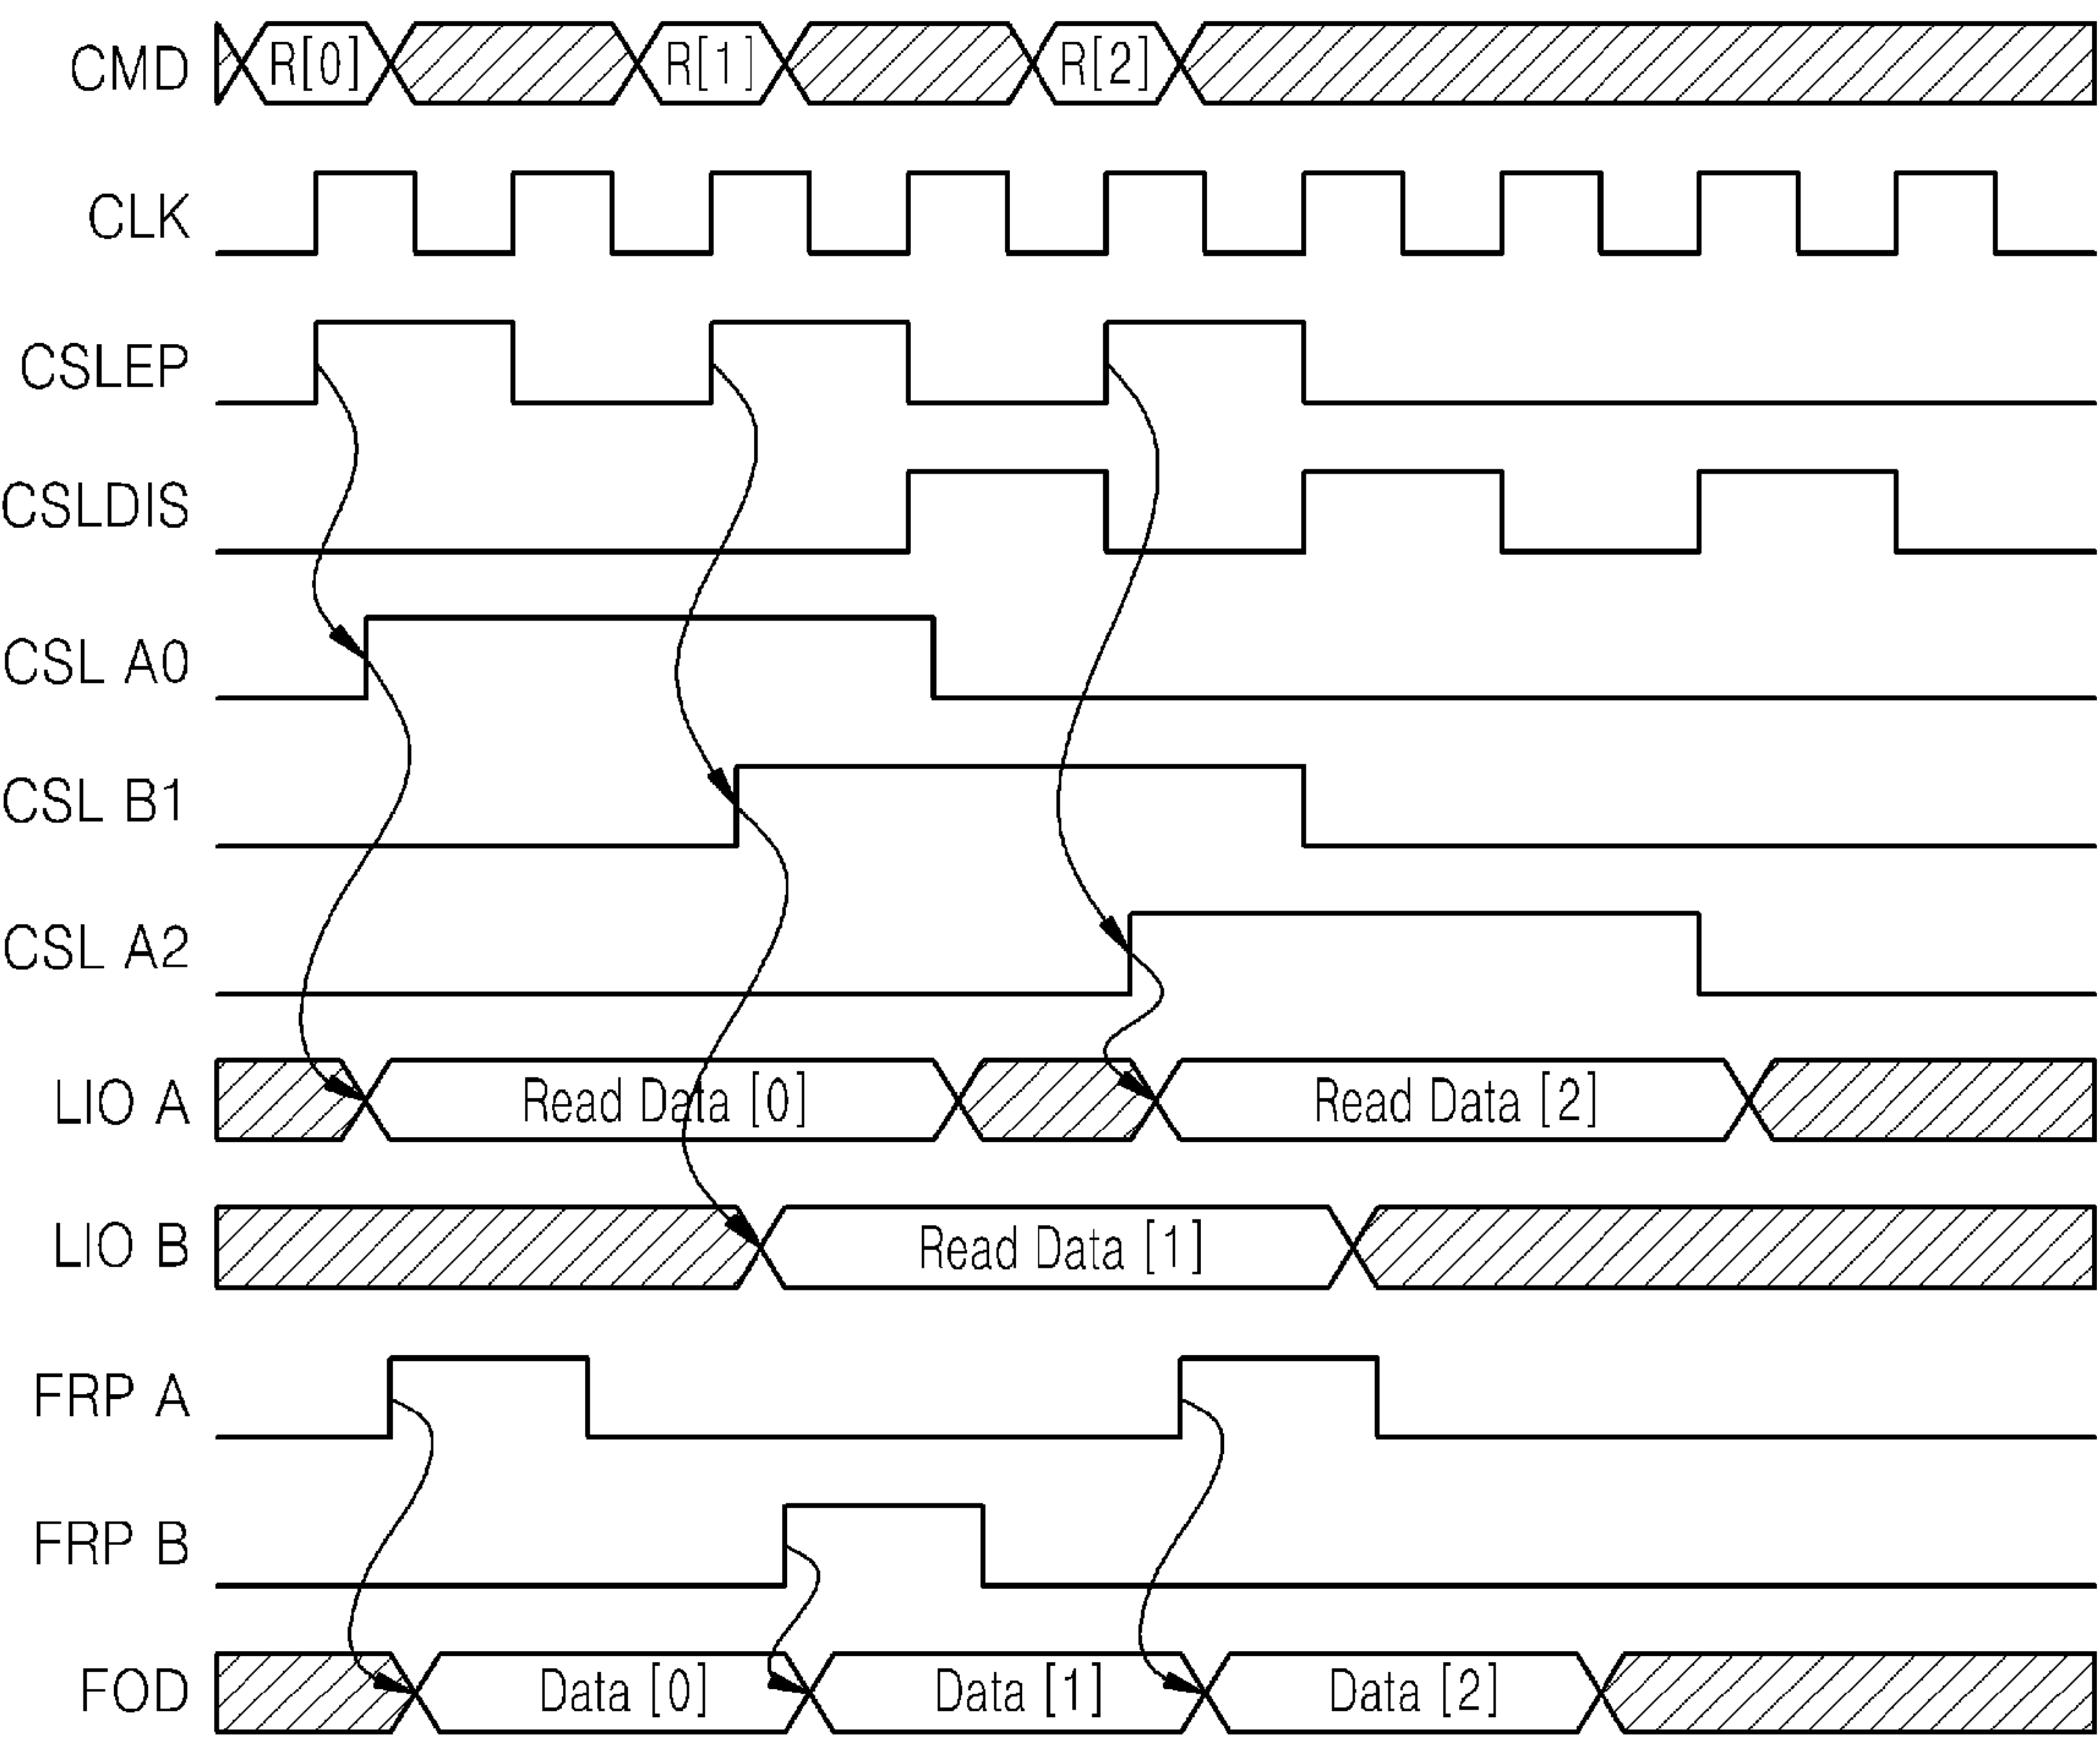 CMD R[0] R[1] R[2]
CLK
CSLEP
CSLDIS
CSL A0
CSL B1
CSL A2
LIO A Read Data [0] Read Data [2]
LIO B Read Data [1]
FRP A
FRP B
FOD Data [0] Data [1] Data [2]